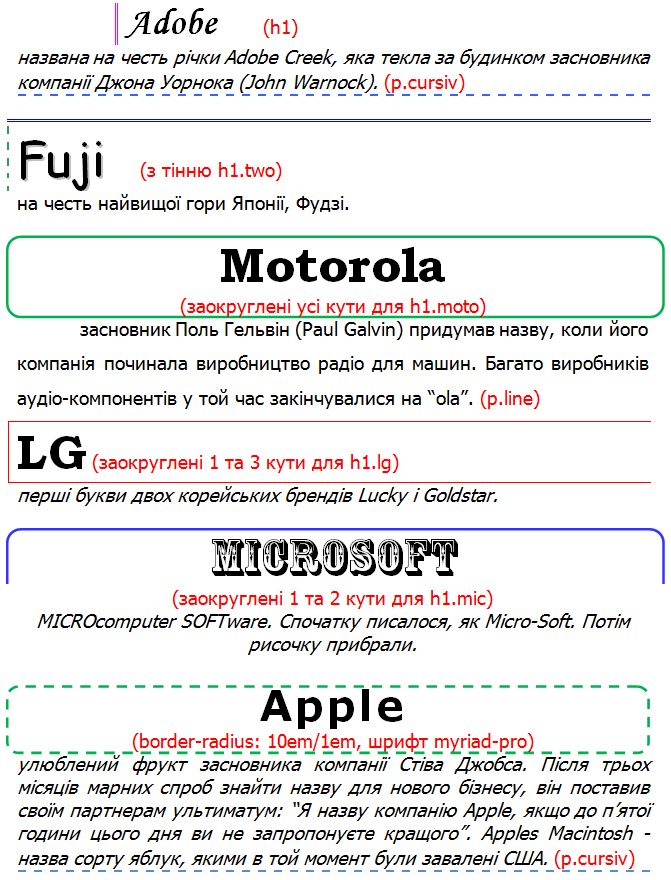 Adobe (h1)
названа на честь річки Adobe Creek, яка текла за будинком засновника
компанії Джона Уорнока (John Warnock). (p.cursiv)
Fuji (з тінню h1.two)
на честь найвищої гори Японії, Фудзі.
Motorola
(заокруглені усі кути для h1.moto)
засновник Поль Гельвін (Paul Galvin) придумав назву, коли його
компанія починала виробництво радіо для машин. Багато виробників
аудіо-компонентів у той час закінчувалися на “ola”. (p.line)
LG (заокруглені 1 та 3 кути для h1.lg)
перші букви двох корейських брендів Lucky і Goldstar.
MICROSOFT
(заокруглені 1 та 2 кути для h1.mic)
MICROcomputer SOFTware. Спочатку писалося, як Micro-Soft. Потім
рисочку прибрали.
Apple
(border-radius: 10em/1em, шрифт myriad-pro)
улюблений фрукт засновника компанії Стіва Джобса. Після трьох
місяців марних спроб знайти назву для нового бізнесу, він поставив
своїм партнерам ультиматум: “Я назву компанію Apple, якщо до п’ятої
години цього дня ви не запропонуєте кращого”. Apples Macintosh -
назва сорту яблук, якими в той момент були завалені США. (p.cursiv)